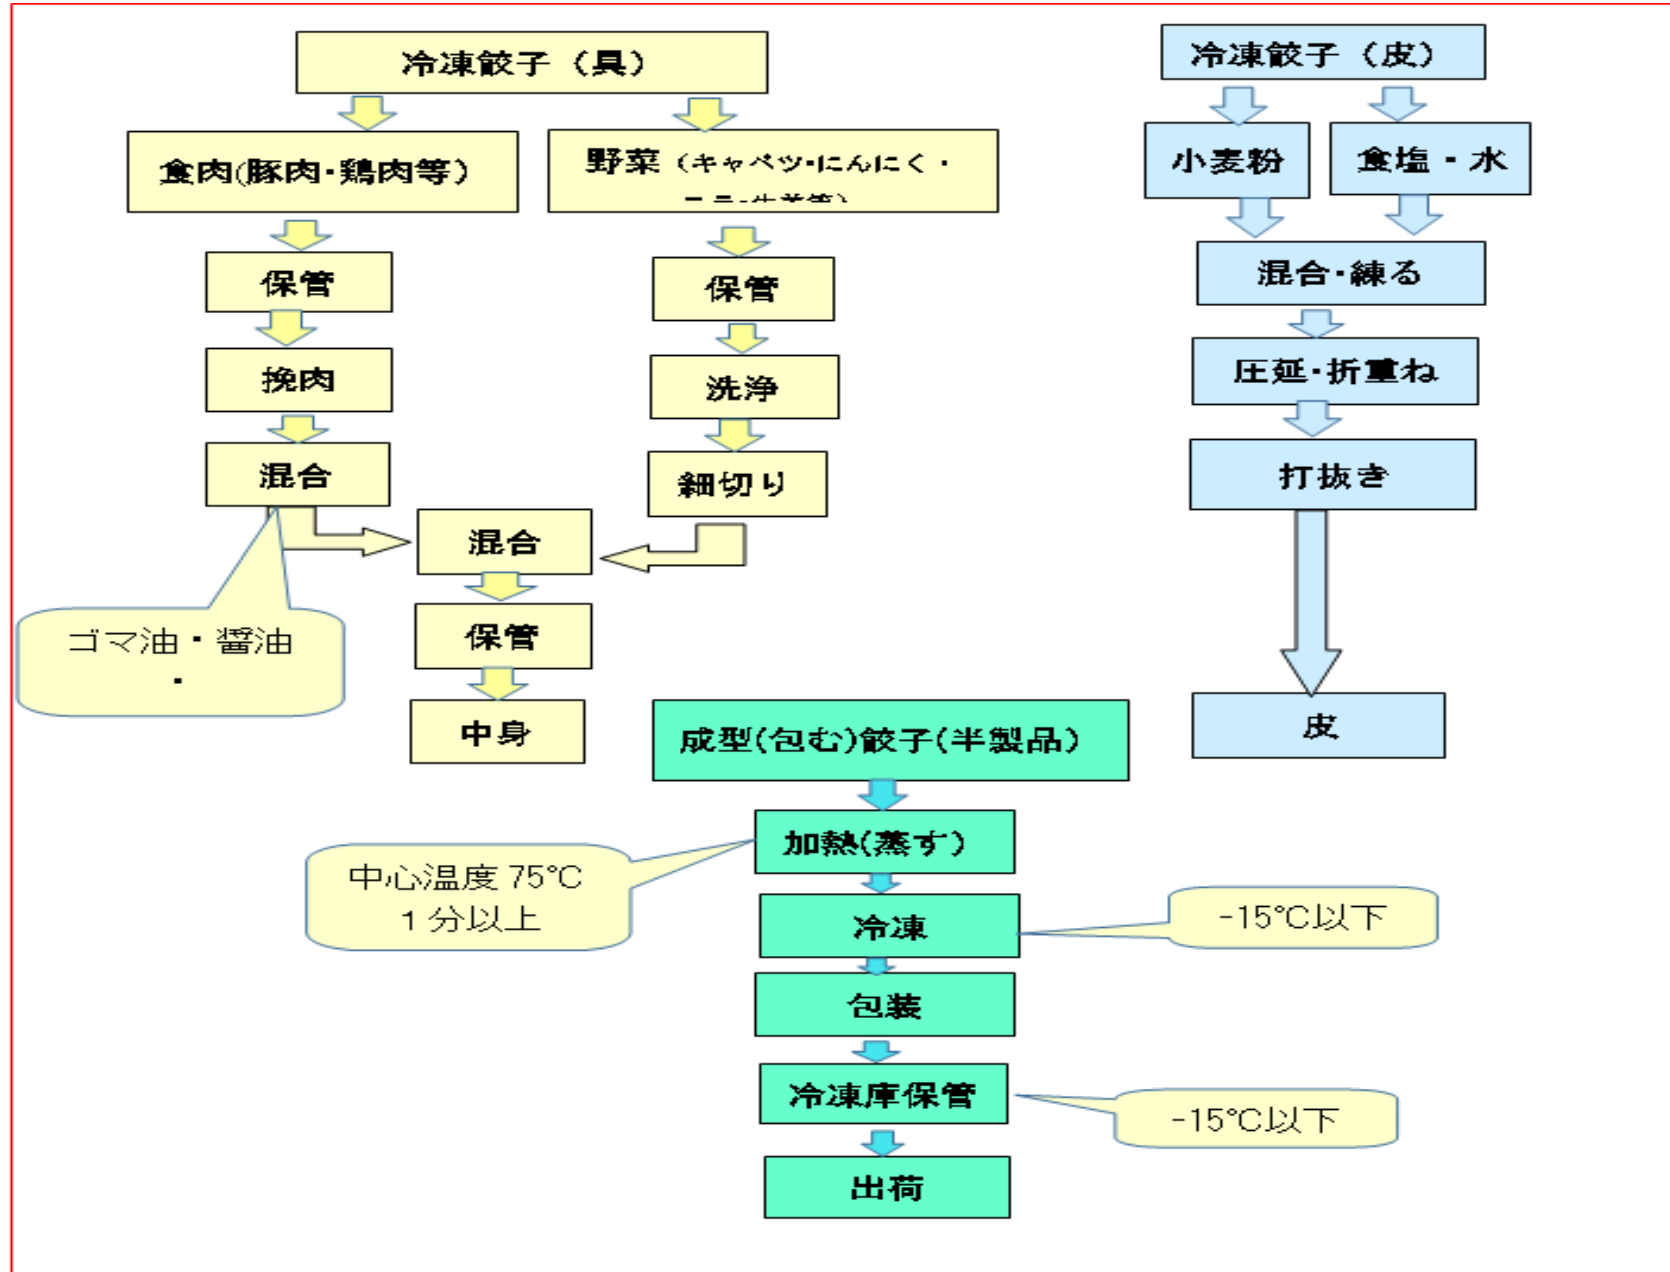 冷凍餃子（具）
食肉(豚肉・鶏肉等)
野菜（キャベツ・にんにく・
保管
挽肉
混合
ゴマ油・醤油
・
保管
洗浄
細切り
混合
保管
中身
冷凍餃子（皮）
小麦粉
食塩・水
混合・練る
圧延・折重ね
打抜き
皮
成型(包む)餃子(半製品)
加熱(蒸す)
中心温度 75℃
1 分以上
冷凍
-15℃以下
包装
冷凍庫保管
-15℃以下
出荷